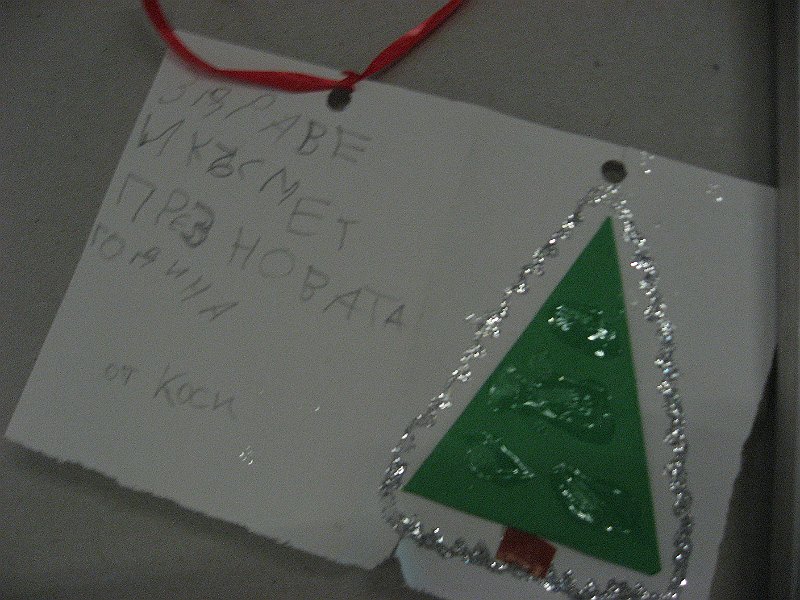 ЗДРАВЕ
И КЪСМЕТ
ПРЕЗ НОВАТА
ГОДИНА
от Коси